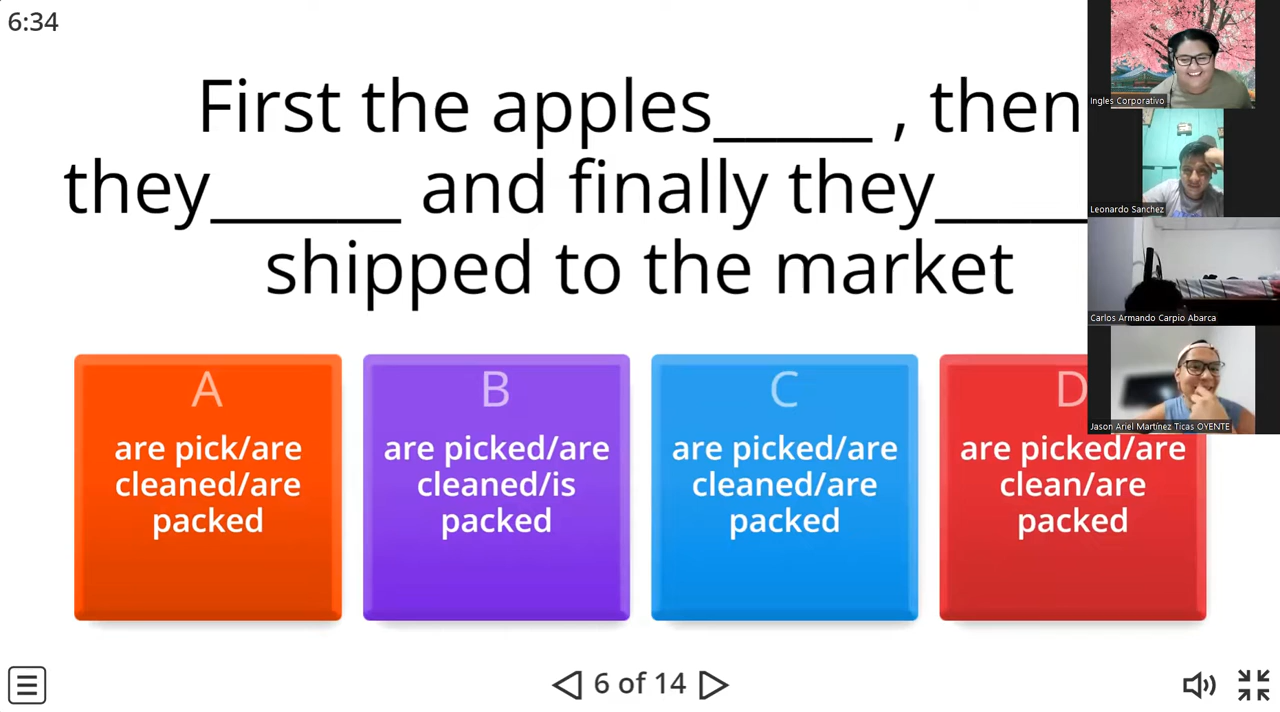 6:34
First the apples_____ , then
they______ and finally they_____
shipped to the market
A
are pick/are
cleaned/are
packed
B
are picked/are
cleaned/is
packed
C
are picked/are
cleaned/are
packed
D
are picked/are
clean/are
packed
6 of 14
Ingles Corporativo
Leonardo Sanchez
Carlos Armando Carpio Abarca
Jason Ariel Martínez Ticas OYENTE